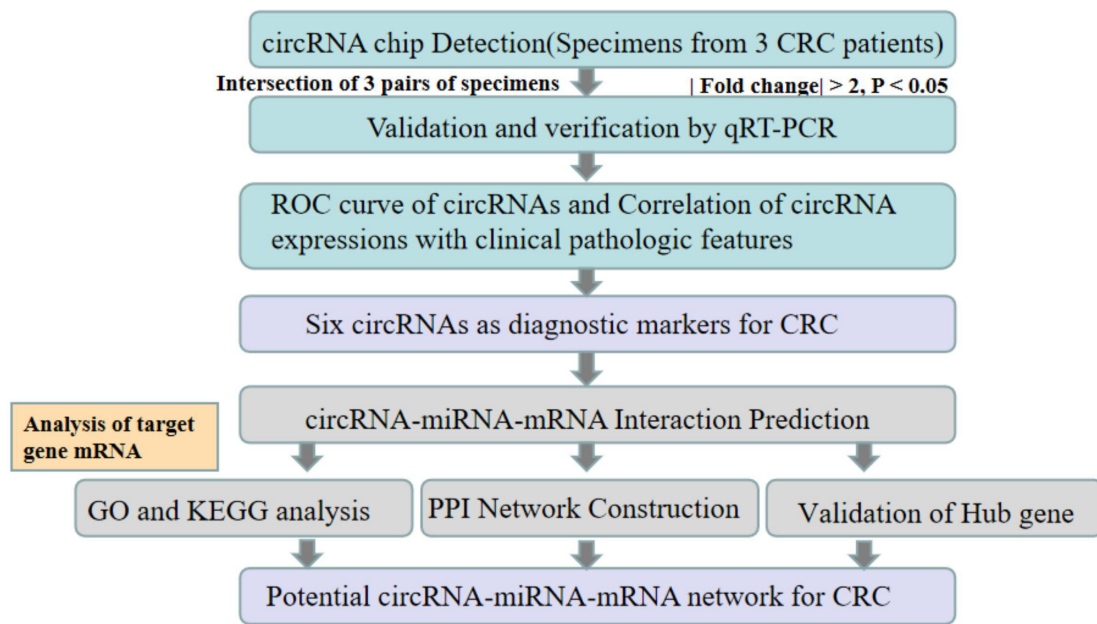 circRNA chip Detection(Specimens from 3 CRC patients)
Intersection of 3 pairs of specimens
| Fold change| > 2, P < 0.05
Validation and verification by qRT-PCR
ROC curve of circRNAs and Correlation of circRNA
expressions with clinical pathologic features
Six circRNAs as diagnostic markers for CRC
Analysis of target
gene mRNA
circRNA-miRNA-mRNA Interaction Prediction
GO and KEGG analysis
PPI Network Construction
Validation of Hub gene
Potential circRNA-miRNA-mRNA network for CRC